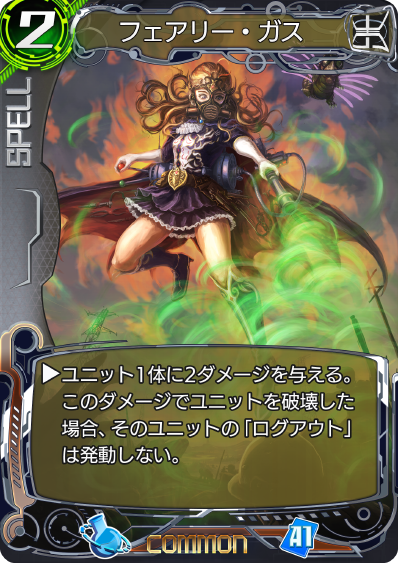 2
フェアリー・ガス
SPELL
▶ユニット1体に2ダメージを与える。
このダメージでユニットを破壊した
場合、そのユニットの「ログアウト」
は発動しない。
COMMON
A1